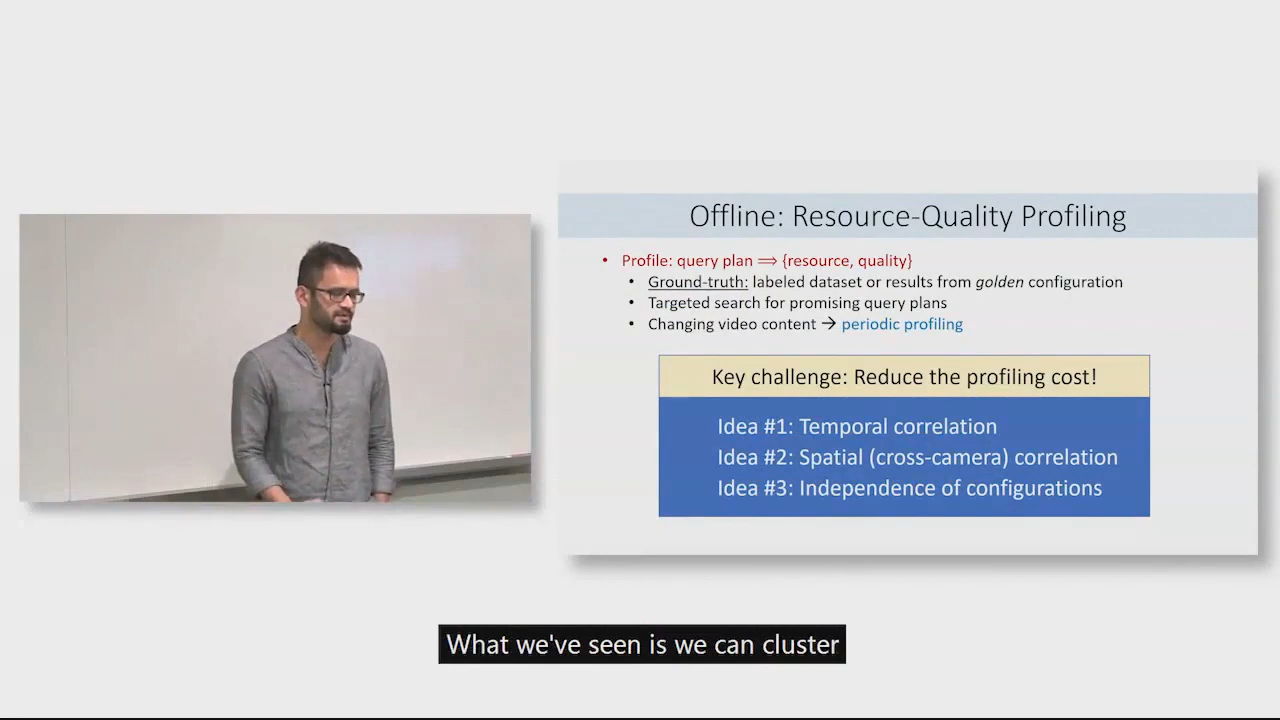 Offline: Resource-Quality Profiling
• Profile: query plan ⟹ {resource, quality}
• Ground-truth: labeled dataset or results from golden configuration
• Targeted search for promising query plans
• Changing video content → periodic profiling
Key challenge: Reduce the profiling cost!
Idea #1: Temporal correlation
Idea #2: Spatial (cross-camera) correlation
Idea #3: Independence of configurations
What we've seen is we can cluster